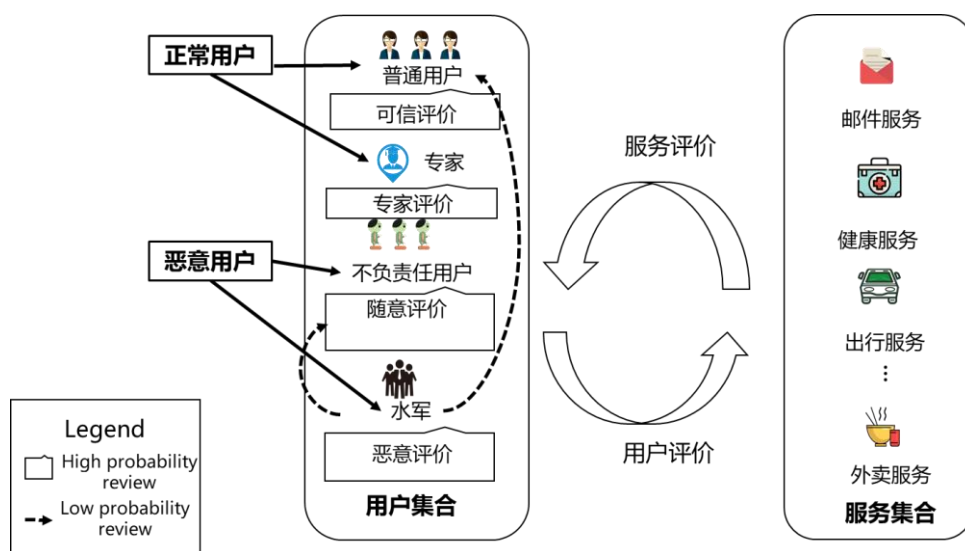 正常用户
恶意用户
普通用户
可信评价
专家
专家评价
不负责任用户
随意评价
水军
恶意评价
用户集合
服务评价
用户评价
邮件服务
健康服务
出行服务
⋮
外卖服务
服务集合
Legend
High probability
review
Low probability
review